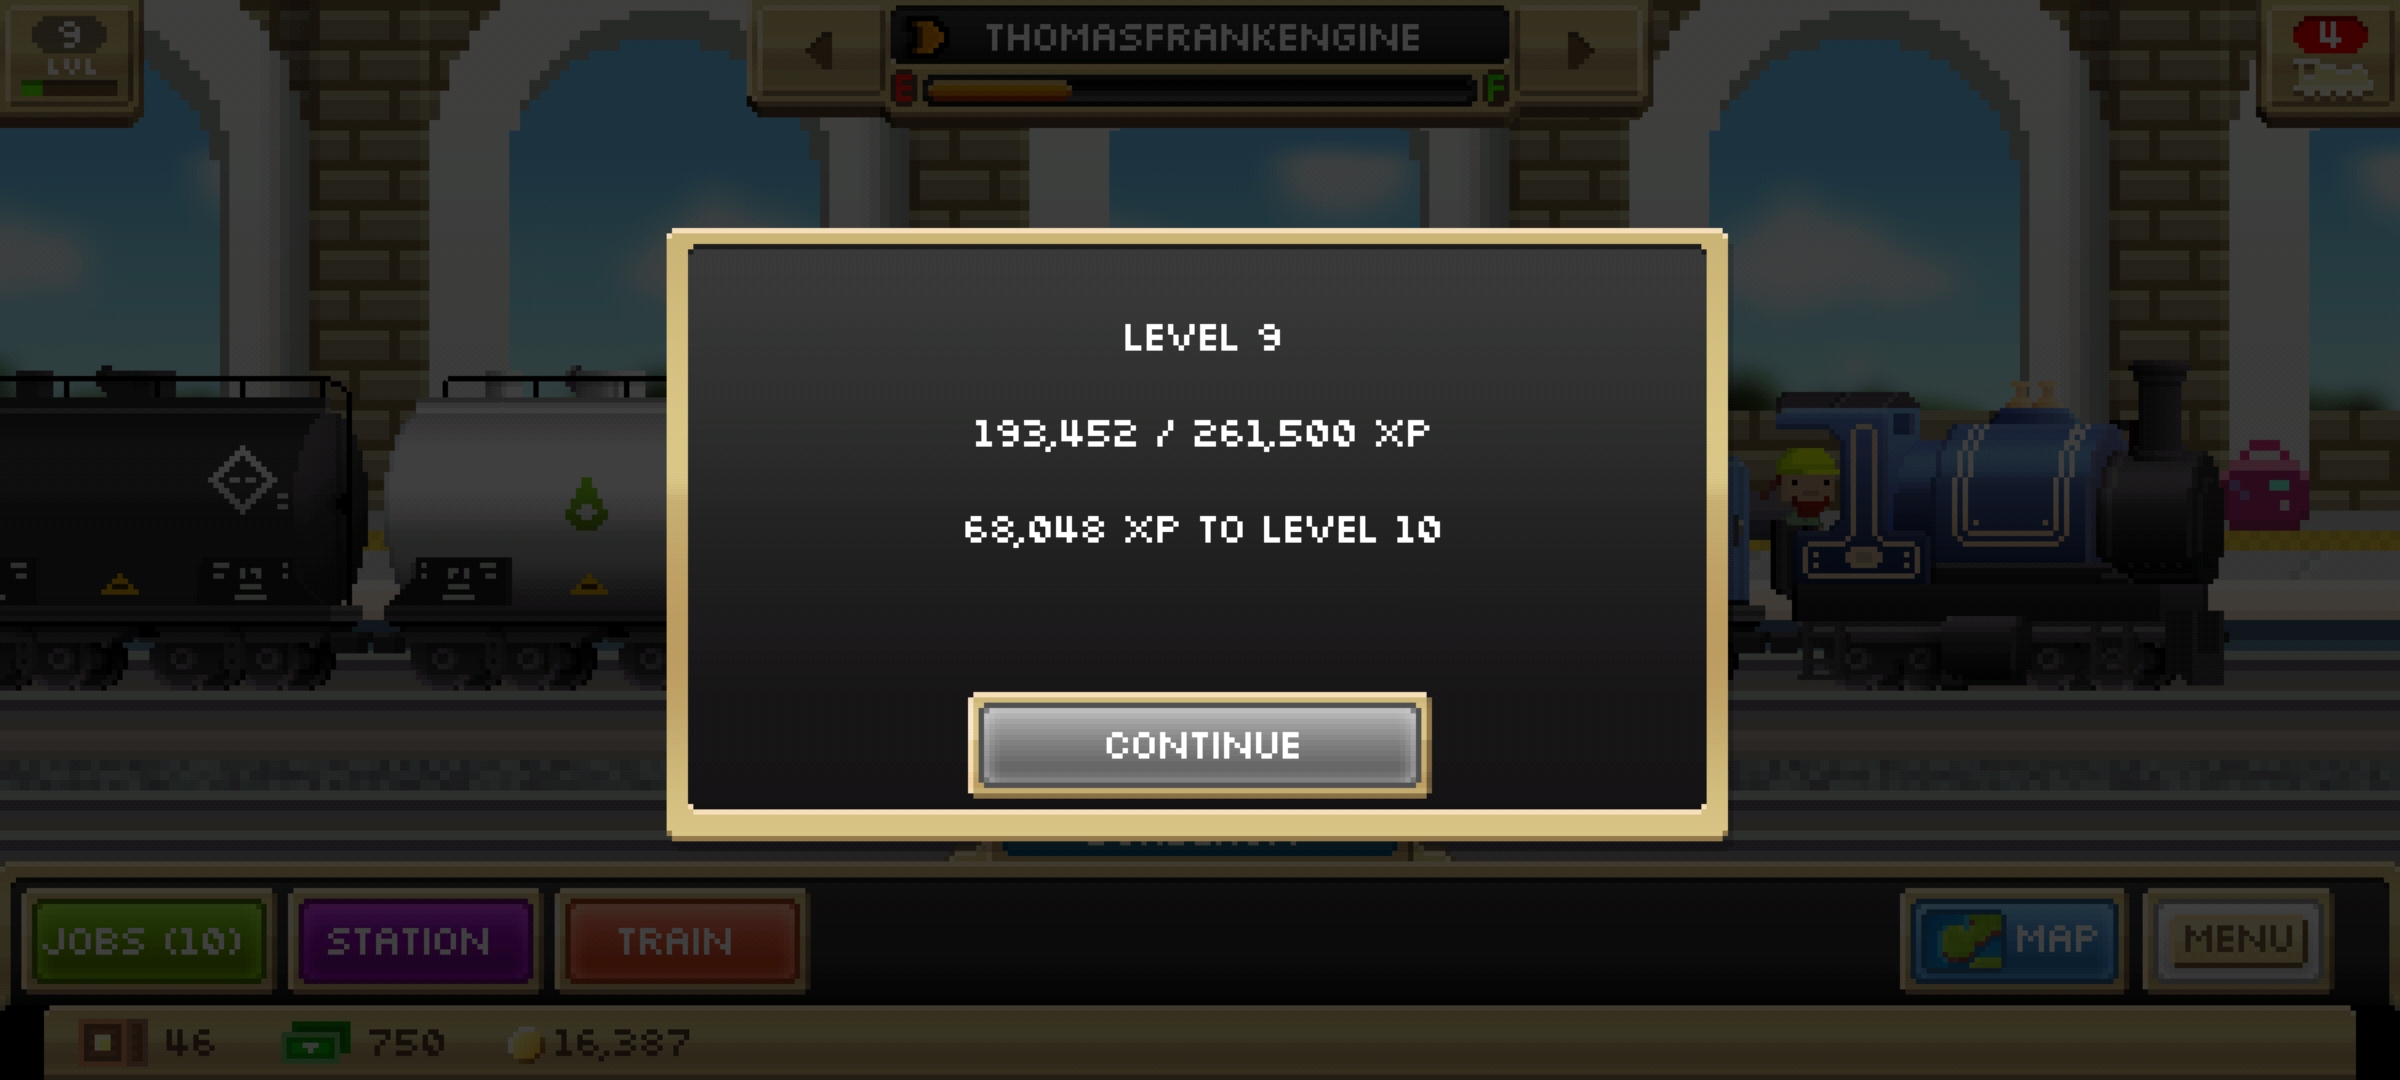 9
LVL
THOMASFRANKENGINE
E F
4
LEVEL 9
193,452 / 261,500 XP
68,048 XP TO LEVEL 10
CONTINUE
JOBS (10) STATION TRAIN MAP MENU
46 750 16,387